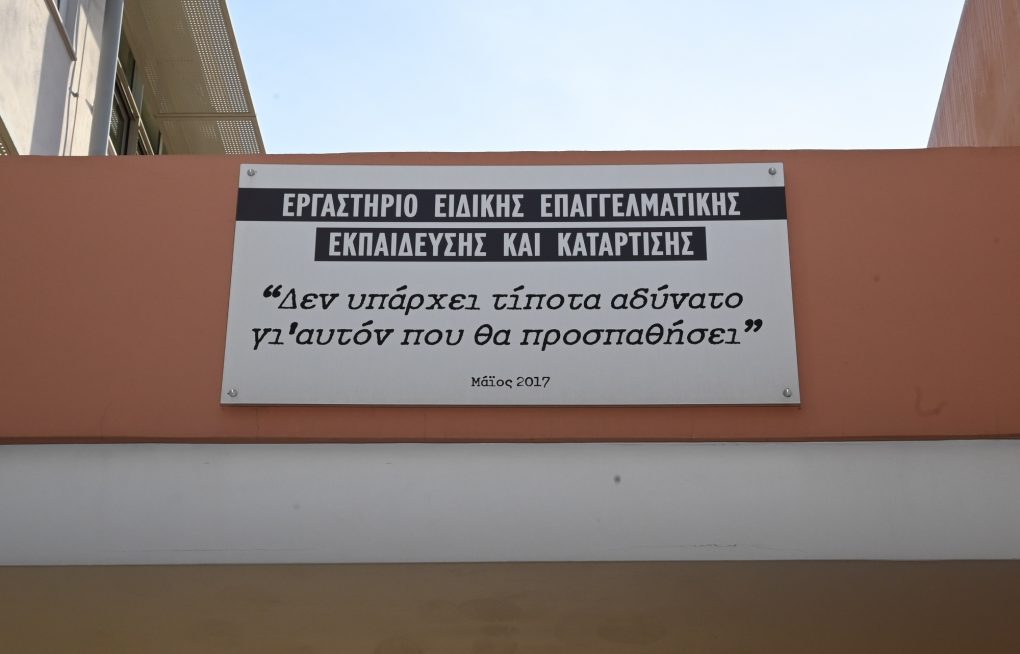 ΕΡΓΑΣΤΗΡΙΟ ΕΙΔΙΚΗΣ ΕΠΑΓΓΕΛΜΑΤΙΚΗΣ
ΕΚΠΑΙΔΕΥΣΗΣ ΚΑΙ ΚΑΤΑΡΤΙΣΗΣ
“Δεν υπάρχει τίποτα αδύνατο
γι'αυτόν που θα προσπαθήσει”
Μάϊος 2017